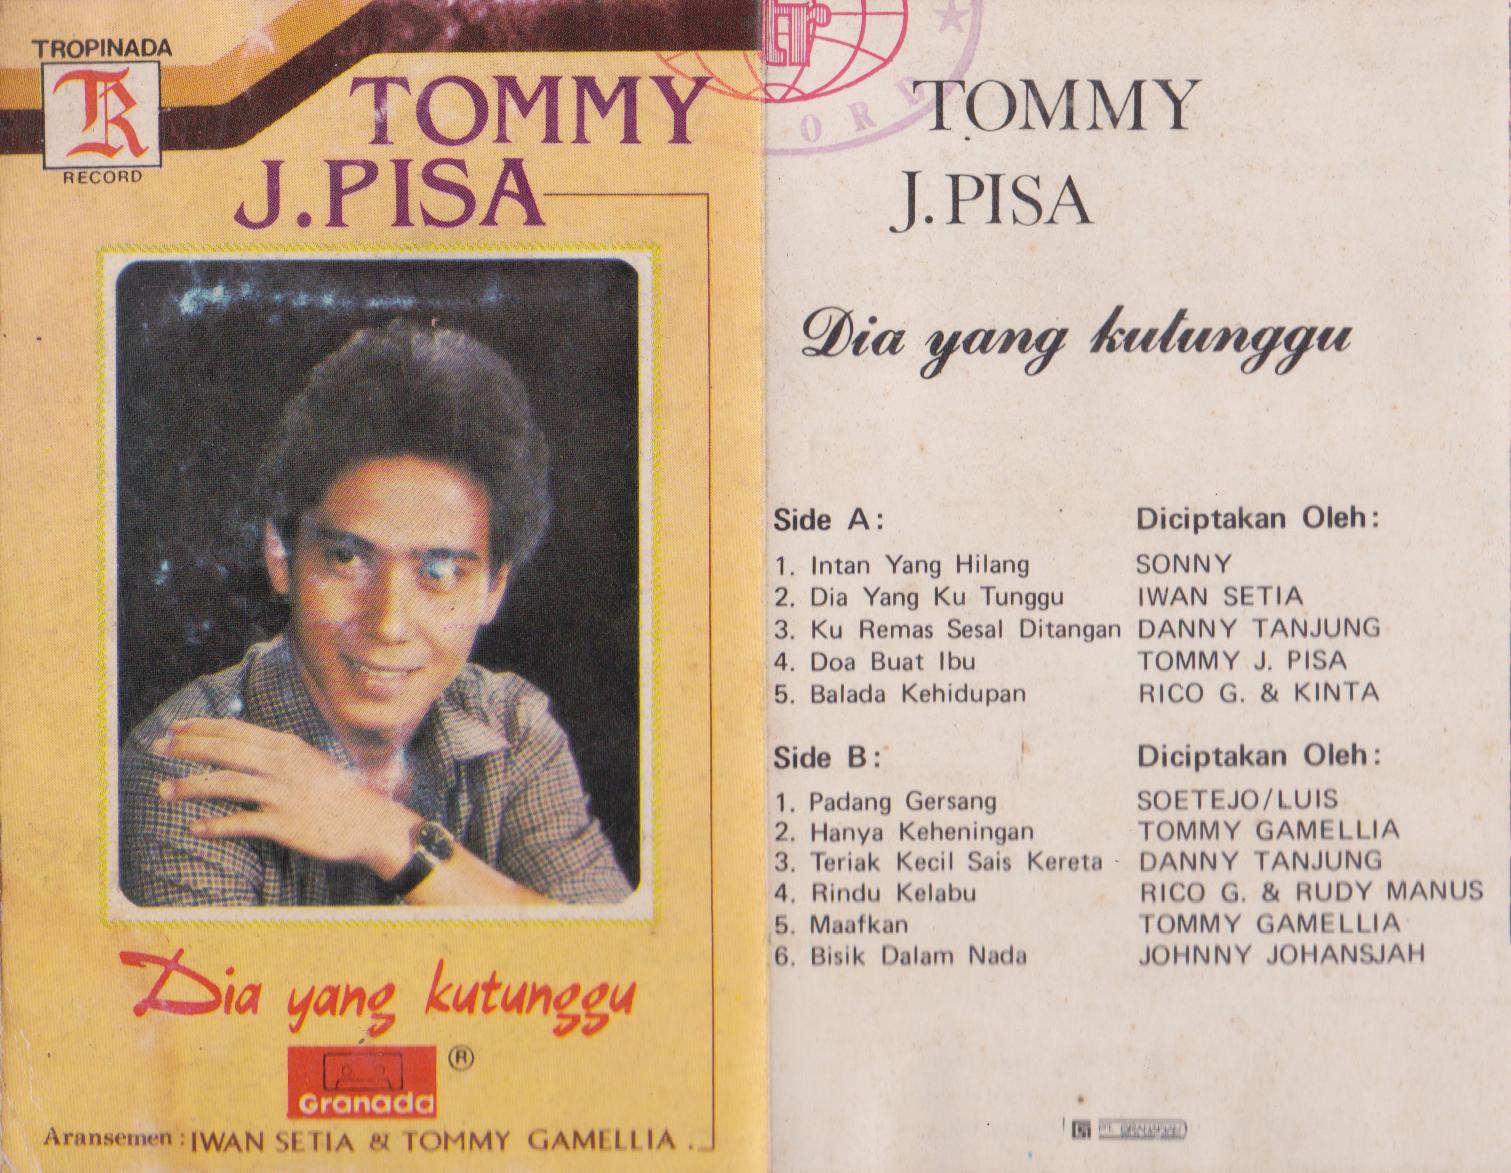 TROPINADA
TR
RECORD
TOMMY
J.PISA
Dia yang kutunggu
Granada
®
Aransemen : IWAN SETIA & TOMMY GAMELLIA .
TOMMY
J.PISA
Dia yang kutunggu
Side A : Diciptakan Oleh :
1. Intan Yang Hilang SONNY
2. Dia Yang Ku Tunggu IWAN SETIA
3. Ku Remas Sesal Ditangan DANNY TANJUNG
4. Doa Buat Ibu TOMMY J. PISA
5. Balada Kehidupan RICO G. & KINTA
Side B : Diciptakan Oleh :
1. Padang Gersang SOETEJO/LUIS
2. Hanya Keheningan TOMMY GAMELLIA
3. Teriak Kecil Sais Kereta - DANNY TANJUNG
4. Rindu Kelabu RICO G. & RUDY MANUS
5. Maafkan TOMMY GAMELLIA
6. Bisik Dalam Nada JOHNNY JOHANSJAH